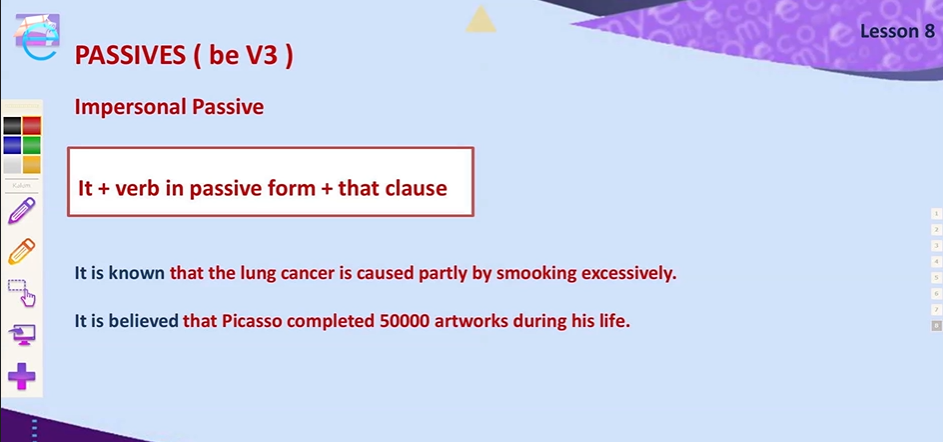 Lesson 8
PASSIVES ( be V3 )
Impersonal Passive
It + verb in passive form + that clause
It is known that the lung cancer is caused partly by smooking excessively.
It is believed that Picasso completed 50000 artworks during his life.
1
2
3
4
5
6
7
8